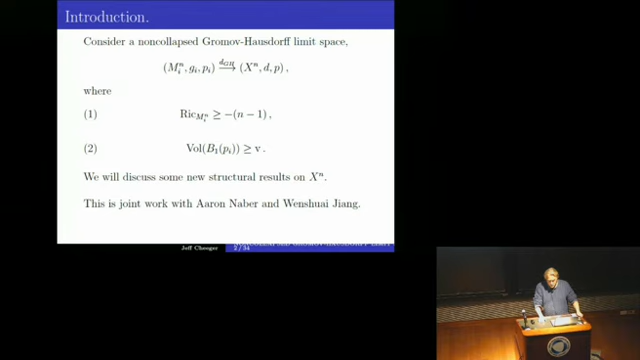 Introduction.
Consider a noncollapsed Gromov-Hausdorff limit space,
(M_i^n, g_i, p_i) \xrightarrow{d_{GH}} (X^n, d, p) ,
where
(1) Ric_{M_i^n} ≥ −(n − 1) ,
(2) Vol(B_1(p_i)) ≥ v .
We will discuss some new structural results on X^n.
This is joint work with Aaron Naber and Wenshuai Jiang.
Jeff Cheeger
2/34